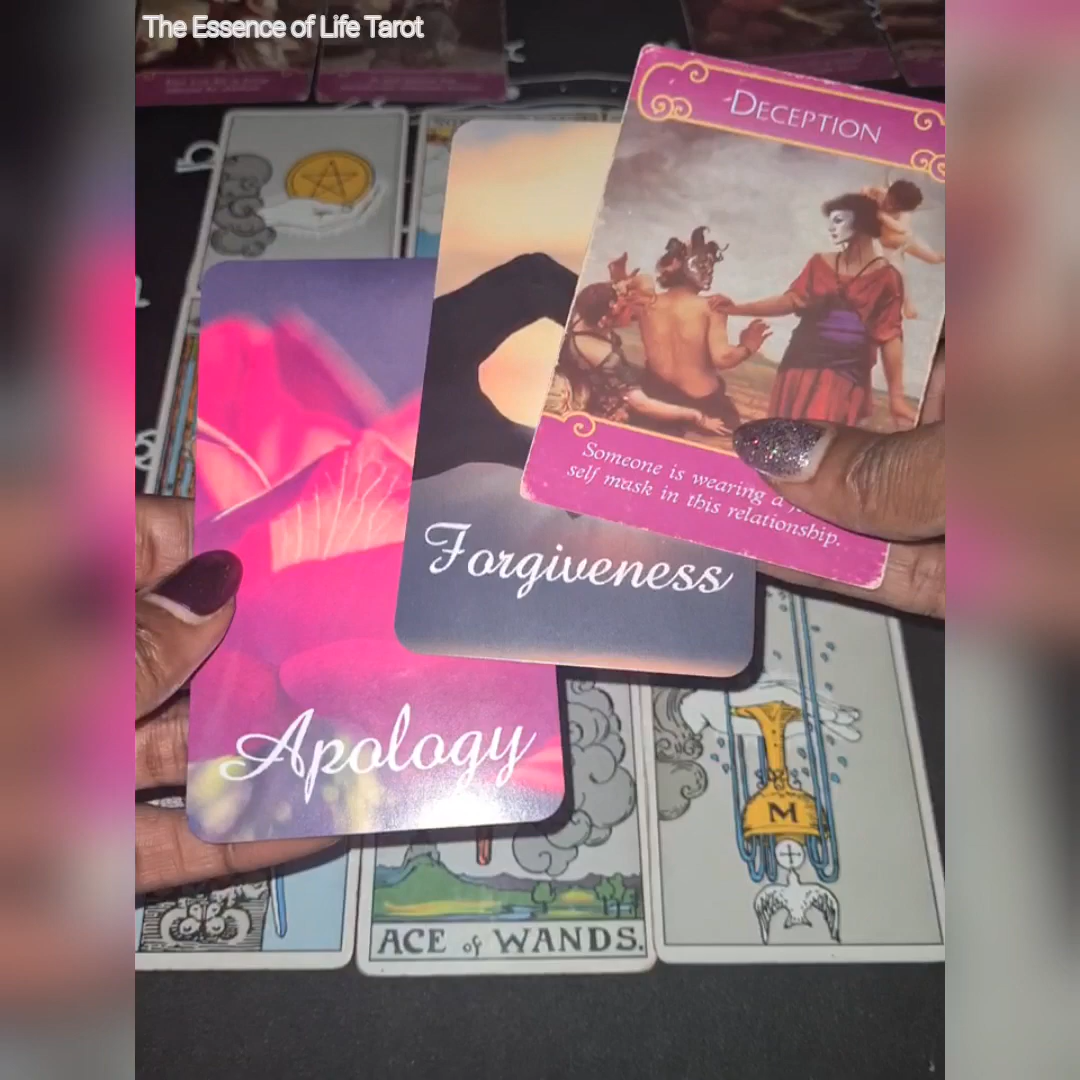 The Essence of Life Tarot
DECEPTION
Someone is wearing a
self mask in this relationship.
Forgiveness
Apology
M
ACE of WANDS.